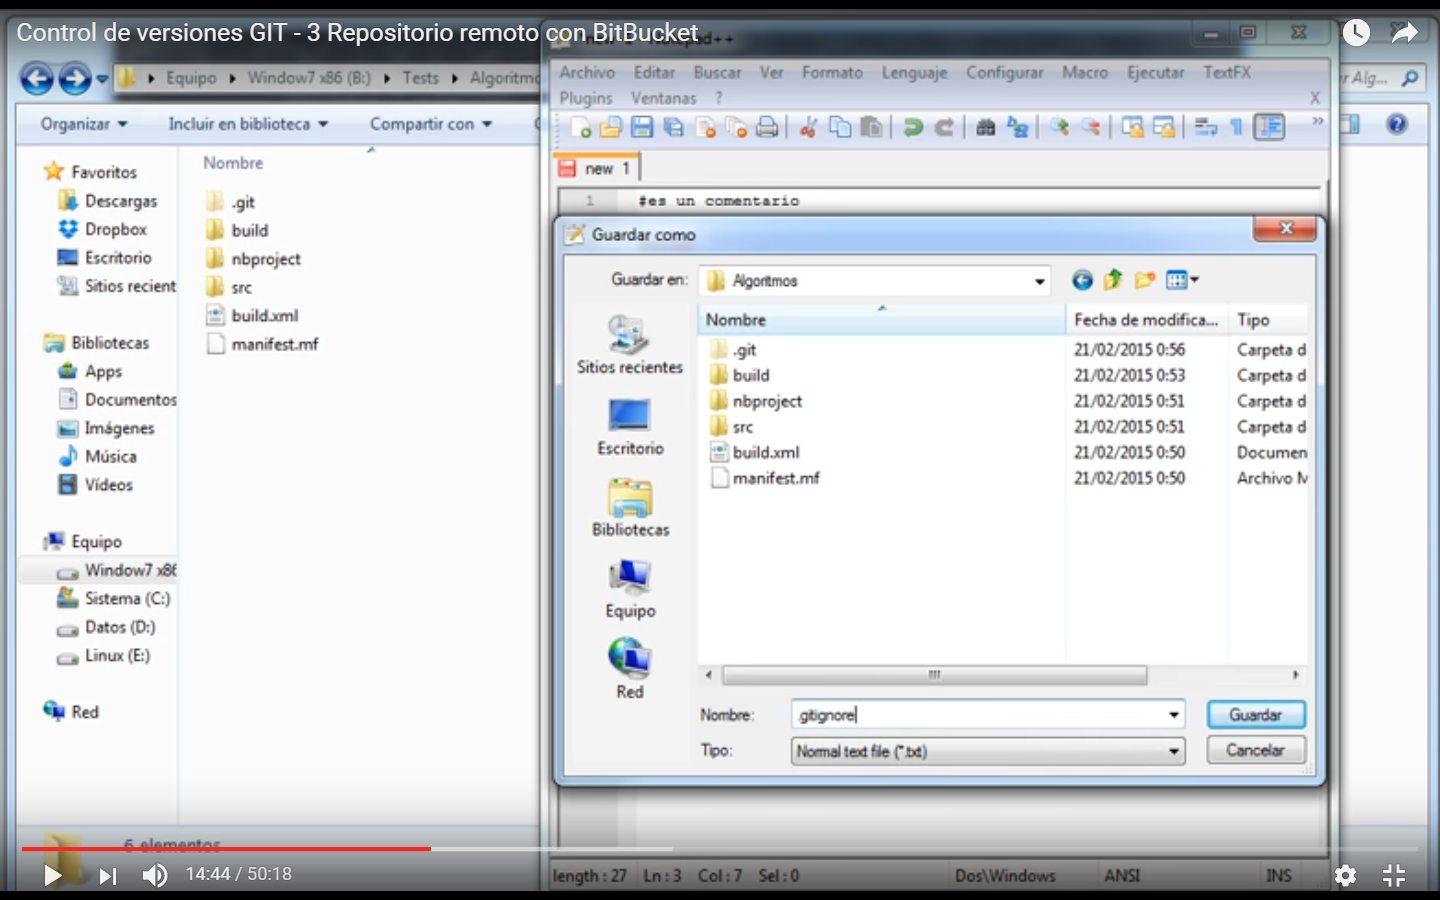 Control de versiones GIT - 3 Repositorio remoto con BitBucket
Equipo Window7 x86 (B:) Tests Algoritmo
Organizar Incluir en biblioteca Compartir con
Favoritos
Descargas
Dropbox
Escritorio
Sitios recient
Bibliotecas
Apps
Documentos
Imágenes
Música
Vídeos
Equipo
Window7 x86
Sistema (C:)
Datos (D:)
Linux (E:)
Red
Nombre
.git
build
nbproject
src
build.xml
manifest.mf
6 elementos
Archivo Editar Buscar Ver Formato Lenguaje Configurar Macro Ejecutar TextFX
Plugins Ventanas ? X
new 1
1 #es un comentario
Guardar como
Guardar en: Algoritmos
Sitios recientes
Escritorio
Bibliotecas
Equipo
Red
Nombre Fecha de modifica... Tipo
.git 21/02/2015 0:56 Carpeta d
build 21/02/2015 0:53 Carpeta d
nbproject 21/02/2015 0:51 Carpeta d
src 21/02/2015 0:51 Carpeta d
build.xml 21/02/2015 0:50 Documen
manifest.mf 21/02/2015 0:50 Archivo M
Nombre: .gitignore Guardar
Tipo: Normal text file (*.txt) Cancelar
length : 27 Ln : 3 Col : 7 Sel : 0 Dos\Windows ANSI INS
14:44 / 50:18